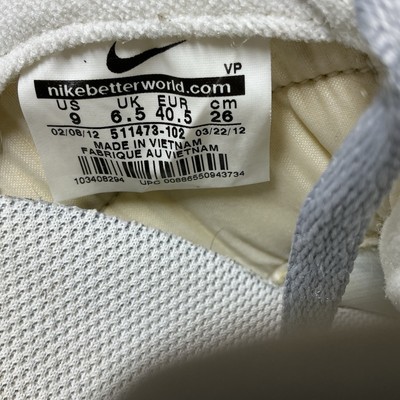 VP
nikebetterworld.com
US UK EUR cm
9 6.5 40.5 26
02/08/12 511473-102 03/22/12
MADE IN VIETNAM
FABRIQUE AU VIETNAM
103408294 UPC 00886550943734